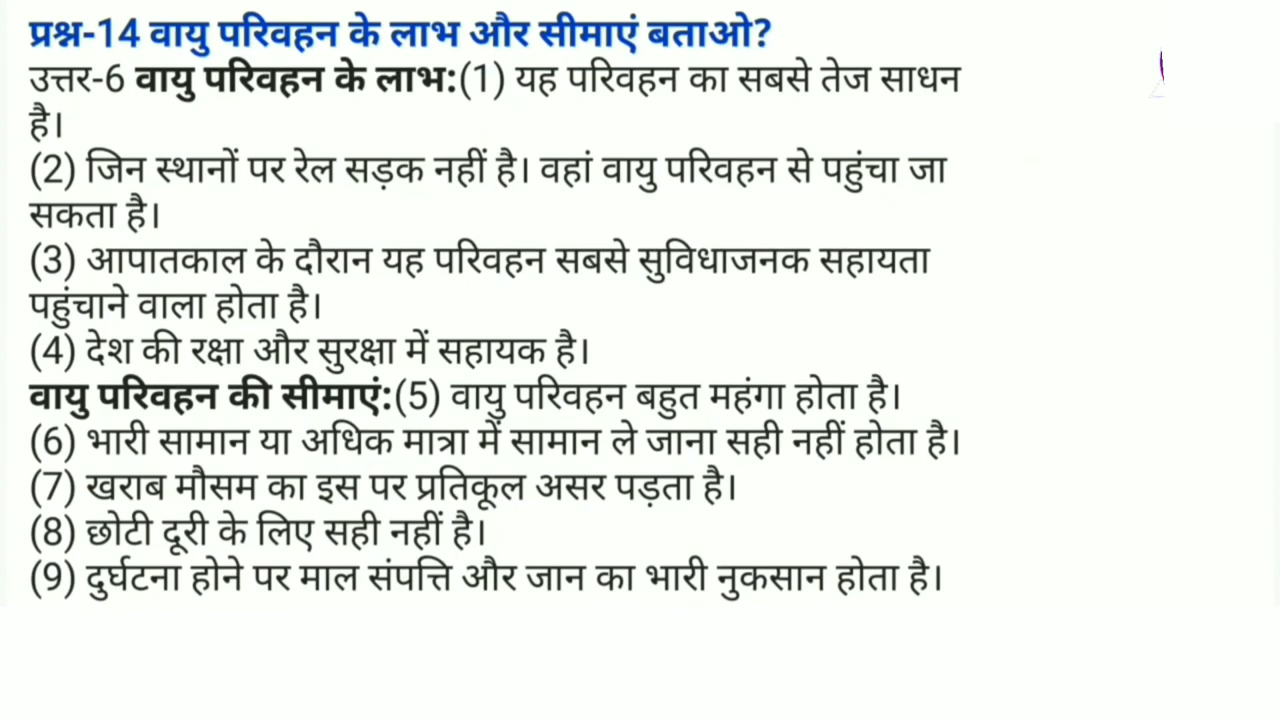 प्रश्न-14 वायु परिवहन के लाभ और सीमाएं बताओ?
उत्तर-6 वायु परिवहन के लाभ:(1) यह परिवहन का सबसे तेज साधन
है।
(2) जिन स्थानों पर रेल सड़क नहीं है। वहां वायु परिवहन से पहुंचा जा
सकता है।
(3) आपातकाल के दौरान यह परिवहन सबसे सुविधाजनक सहायता
पहुंचाने वाला होता है।
(4) देश की रक्षा और सुरक्षा में सहायक है।
वायु परिवहन की सीमाएं:(5) वायु परिवहन बहुत महंगा होता है।
(6) भारी सामान या अधिक मात्रा में सामान ले जाना सही नहीं होता है।
(7) खराब मौसम का इस पर प्रतिकूल असर पड़ता है।
(8) छोटी दूरी के लिए सही नहीं है।
(9) दुर्घटना होने पर माल संपत्ति और जान का भारी नुकसान होता है।